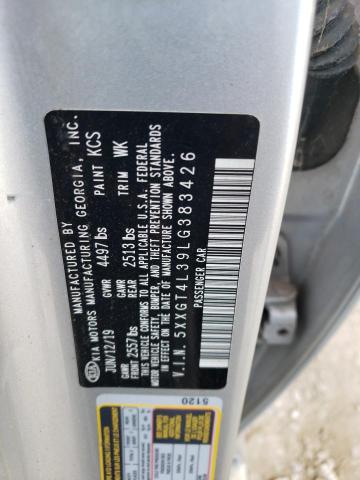 MANUFACTURED BY
KIA KIA MOTORS MANUFACTURING GEORGIA, INC.
JUN/12/19 GVWR 4497 lbs PAINT KCS
GAWR FRONT 2557 lbs GAWR REAR 2513 lbs TRIM WK
THIS VEHICLE CONFORMS TO ALL APPLICABLE U.S.A. FEDERAL
MOTOR VEHICLE SAFETY, BUMPER, AND THEFT PREVENTION STANDARDS
IN EFFECT ON THE DATE OF MANUFACTURE SHOWN ABOVE.
V.I.N. 5XXGT4L39LG383426
PASSENGER CAR
5120